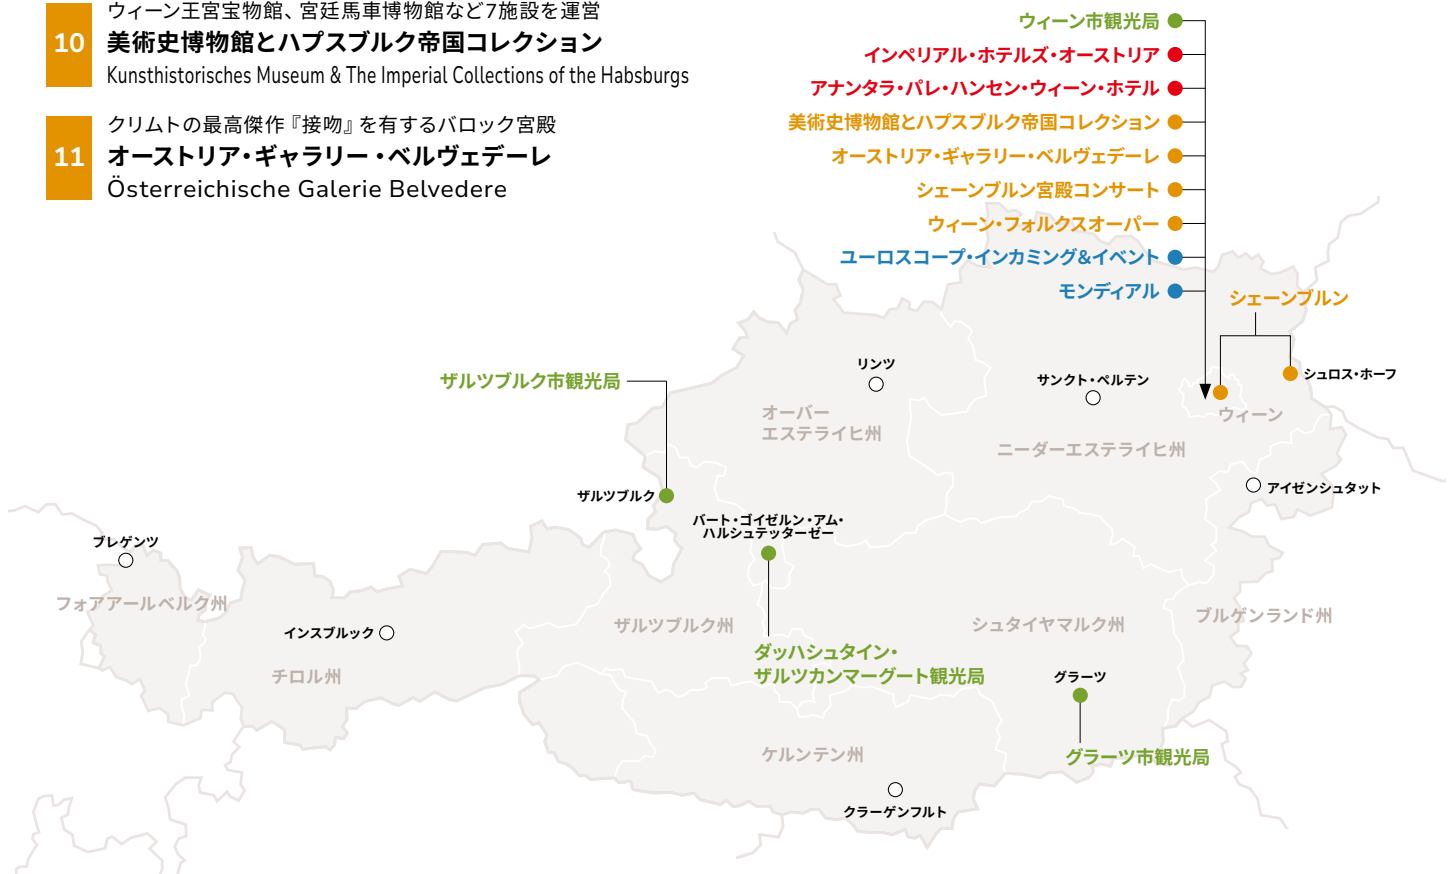 ウィーン王宮宝物館、宮廷馬車博物館など7施設を運営
10 美術史博物館とハプスブルク帝国コレクション
Kunsthistorisches Museum & The Imperial Collections of the Habsburgs
クリムトの最高傑作『接吻』を有するバロック宮殿
11 オーストリア・ギャラリー・ベルヴェデーレ
Österreichische Galerie Belvedere
ウィーン市観光局
インペリアル・ホテルズ・オーストリア
アナンタラ・パレ・ハンセン・ウィーン・ホテル
美術史博物館とハプスブルク帝国コレクション
オーストリア・ギャラリー・ベルヴェデーレ
シェーンブルン宮殿コンサート
ウィーン・フォルクスオーパー
ユーロスコープ・インカミング&イベント
モンディアル
シェーンブルン
リンツ
ザルツブルク市観光局
サンクト・ペルテン
シュロス・ホーフ
オーバー
エステライヒ州
ウィーン
ニーダーエステライヒ州
ザルツブルク
アイゼンシュタット
バート・ゴイゼルン・アム・
ハルシュテッターゼー
ブレゲンツ
フォアアールベルク州
インスブルック
ザルツブルク州
シュタイヤマルク州
ブルゲンランド州
チロル州
ダッハシュタイン・
ザルツカンマーグート観光局
グラーツ
ケルンテン州
グラーツ市観光局
クラーゲンフルト